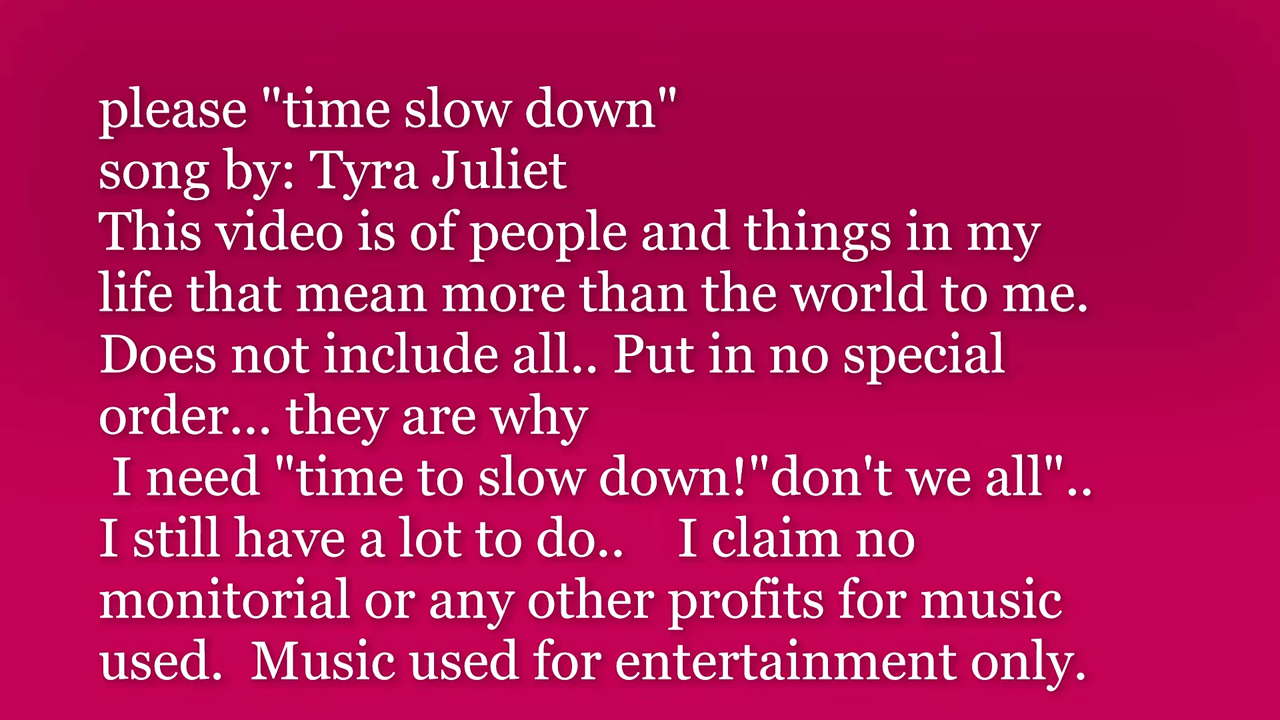 please "time slow down"
song by: Tyra Juliet
This video is of people and things in my
life that mean more than the world to me.
Does not include all.. Put in no special
order... they are why
I need "time to slow down!"don't we all"..
I still have a lot to do..    I claim no
monitorial or any other profits for music
used.  Music used for entertainment only.